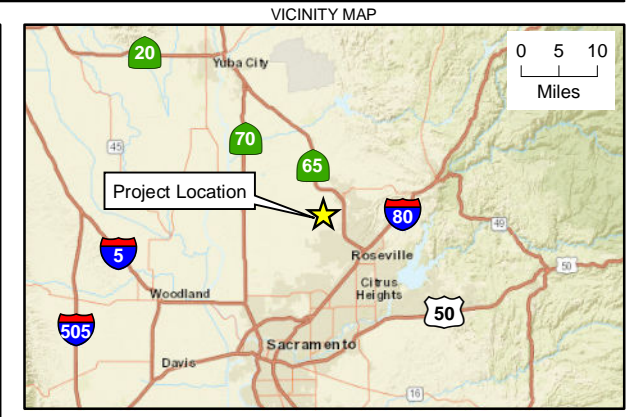 VICINITY MAP
20
0 5 10
Yuba City
Miles
70
45
65
Project Location
80
49
5
Roseville
50
Citrus
Heights
Woodland
50
505
Sacramento
Davis
16